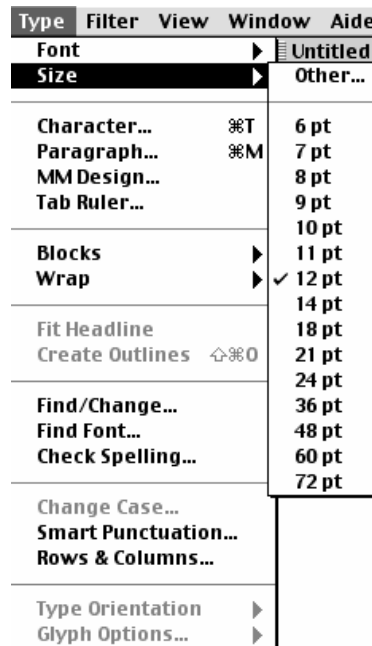 Type Filter View Window Aide
Font
Untitled
Size
Other...
Character... ⌘T
6 pt
Paragraph... ⌘M
7 pt
MM Design...
8 pt
Tab Ruler...
9 pt
10 pt
Blocks
11 pt
Wrap
✓ 12 pt
14 pt
Fit Headline
18 pt
Create Outlines ⇧⌘O
21 pt
24 pt
Find/Change...
36 pt
Find Font...
48 pt
Check Spelling...
60 pt
72 pt
Change Case...
Smart Punctuation...
Rows & Columns...
Type Orientation
Glyph Options...